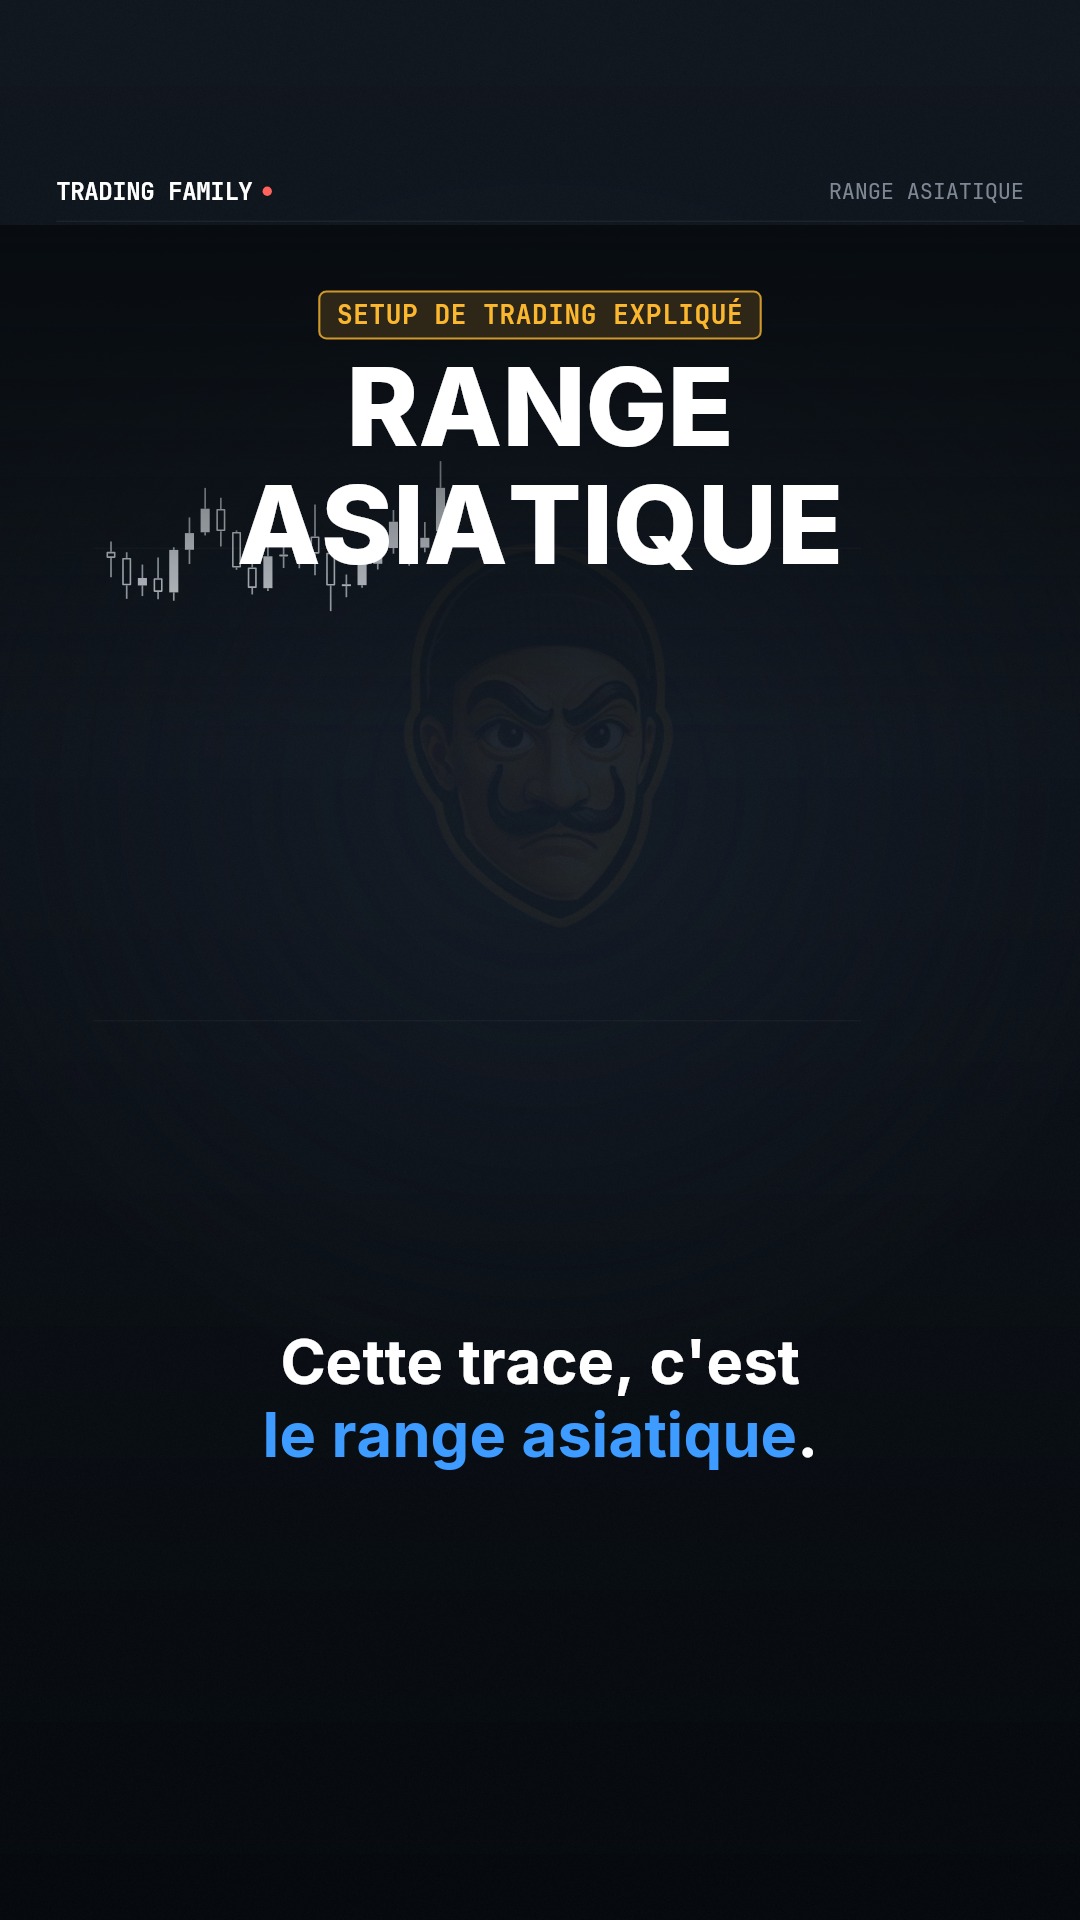 TRADING FAMILY
RANGE ASIATIQUE
SETUP DE TRADING EXPLIQUÉ
RANGE
ASIATIQUE
Cette trace, c'est
le range asiatique.